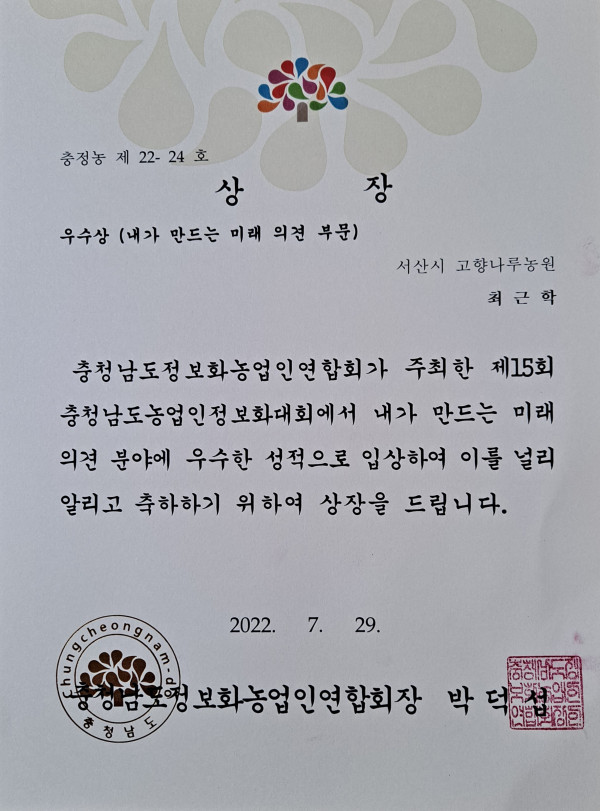 충정농 제 22- 24 호
상 장
우수상 (내가 만드는 미래 의견 부문)
서산시 고향나루농원
최 근 학
충청남도정보화농업인연합회가 주최한 제15회
충청남도농업인정보화대회에서 내가 만드는 미래
의견 분야에 우수한 성적으로 입상하여 이를 널리
알리고 축하하기 위하여 상장을 드립니다.
2022. 7. 29.
Chungcheongnam-do
충청남도
충청남도정보화농업인연합회장 박 덕 섭